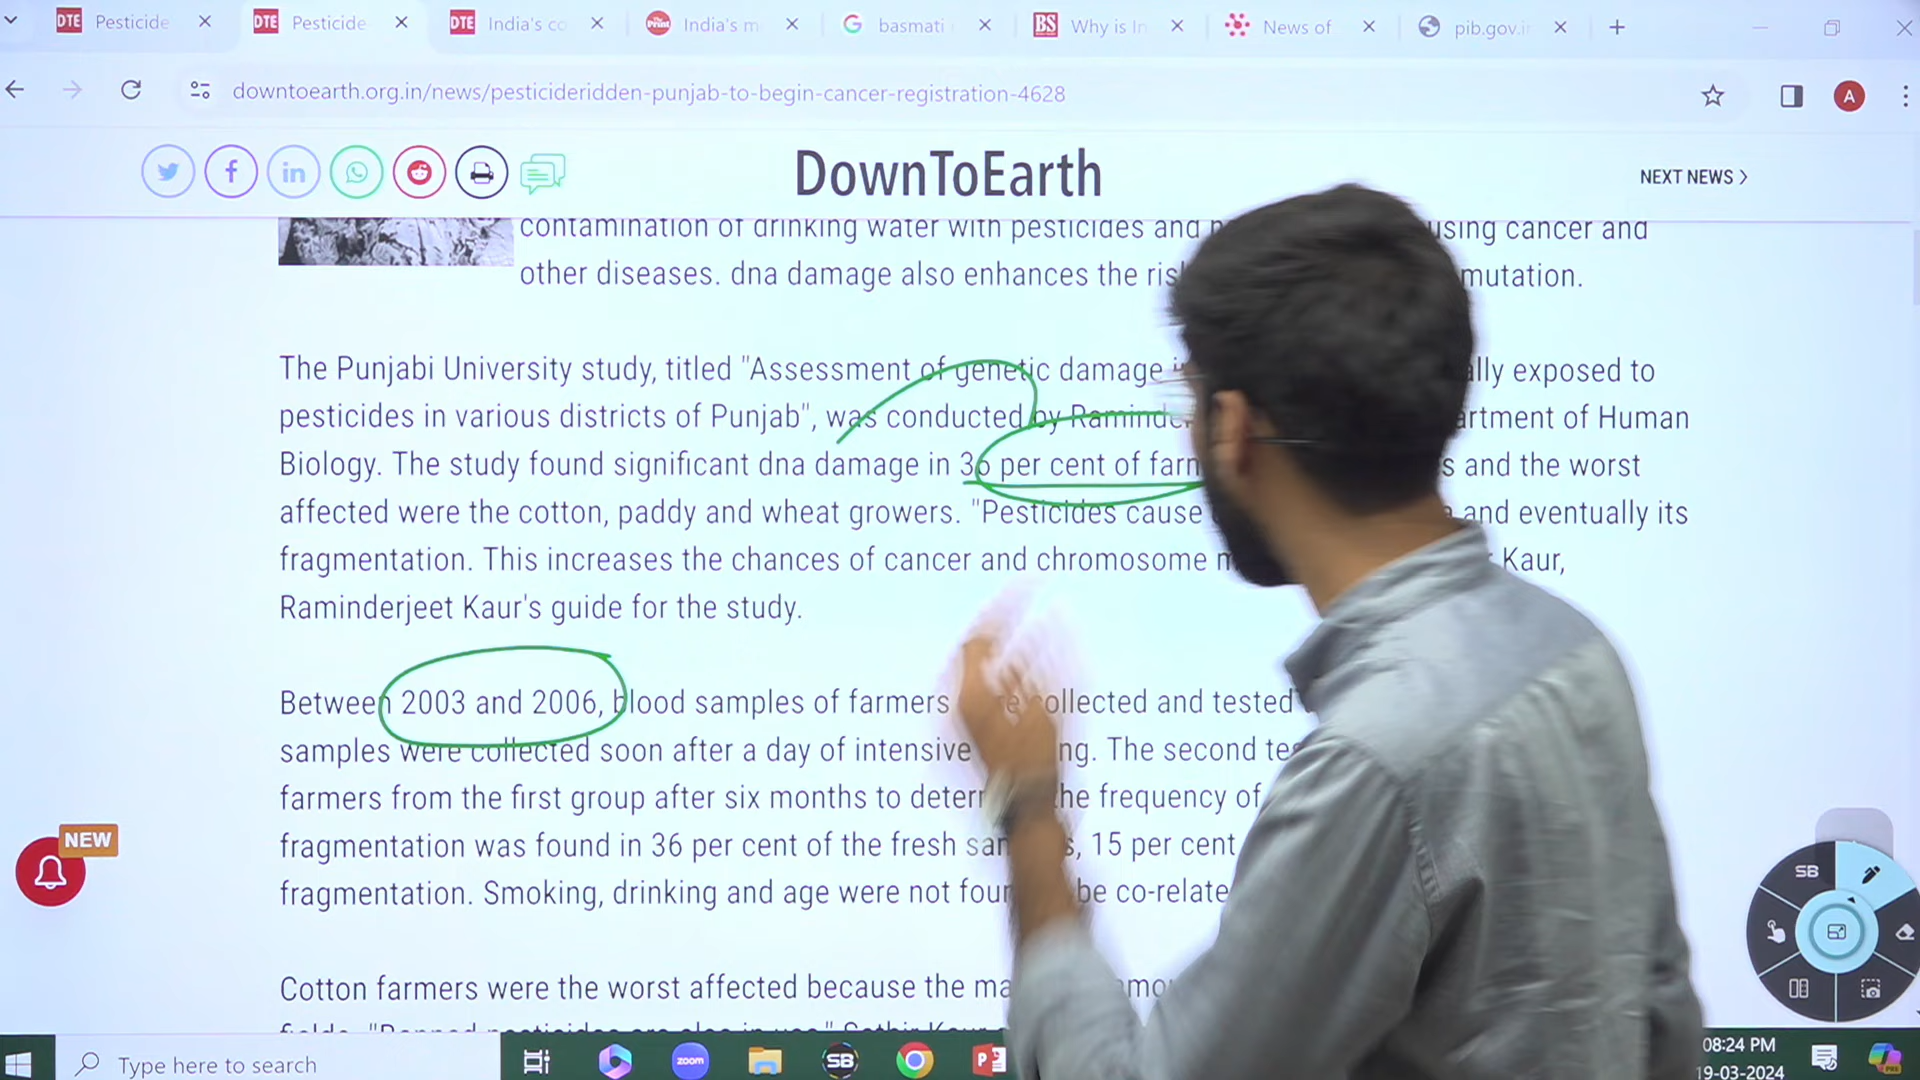 Pesticide
Pesticide
India's co
India's m
basmati
Why is In
News of
pib.gov.i
downtoearth.org.in/news/pesticideridden-punjab-to-begin-cancer-registration-4628
A
DownToEarth
NEXT NEWS >
contamination of drinking water with pesticides and using cancer and
other diseases. dna damage also enhances the mutation.
The Punjabi University study, titled "Assessment of genetic damage lly exposed to
pesticides in various districts of Punjab", was conducted by Raminde artment of Human
Biology. The study found significant dna damage in 36 per cent of farm s and the worst
affected were the cotton, paddy and wheat growers. "Pesticides cause and eventually its
fragmentation. This increases the chances of cancer and chromosome Kaur,
Raminderjeet Kaur's guide for the study.
Between 2003 and 2006, blood samples of farmers collected and tested
samples were collected soon after a day of intensive ng. The second te
farmers from the first group after six months to deter he frequency of
fragmentation was found in 36 per cent of the fresh sam s, 15 per cent
fragmentation. Smoking, drinking and age were not foun be co-relate
Cotton farmers were the worst affected because the ma
NEW
SB
Type here to search
zoom
SB
08:24 PM
19-03-2024